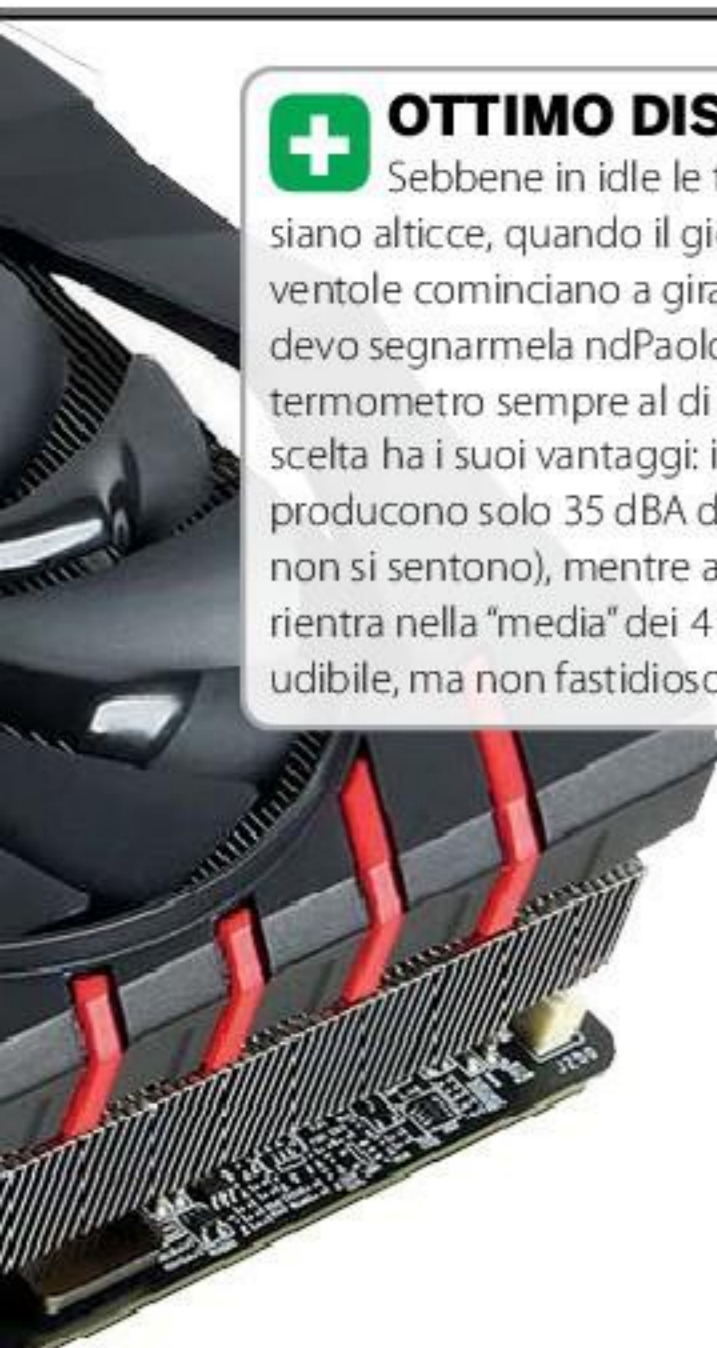 OTTIMO DIS
Sebbene in idle le
siano alticce, quando il gio
ventole cominciano a gira
devo segnarmela ndPaolo
termometro sempre al di
scelta ha i suoi vantaggi: i
producono solo 35 dBA d
non si sentono), mentre a
rientra nella “media” dei 4
udibile, ma non fastidioso
J200